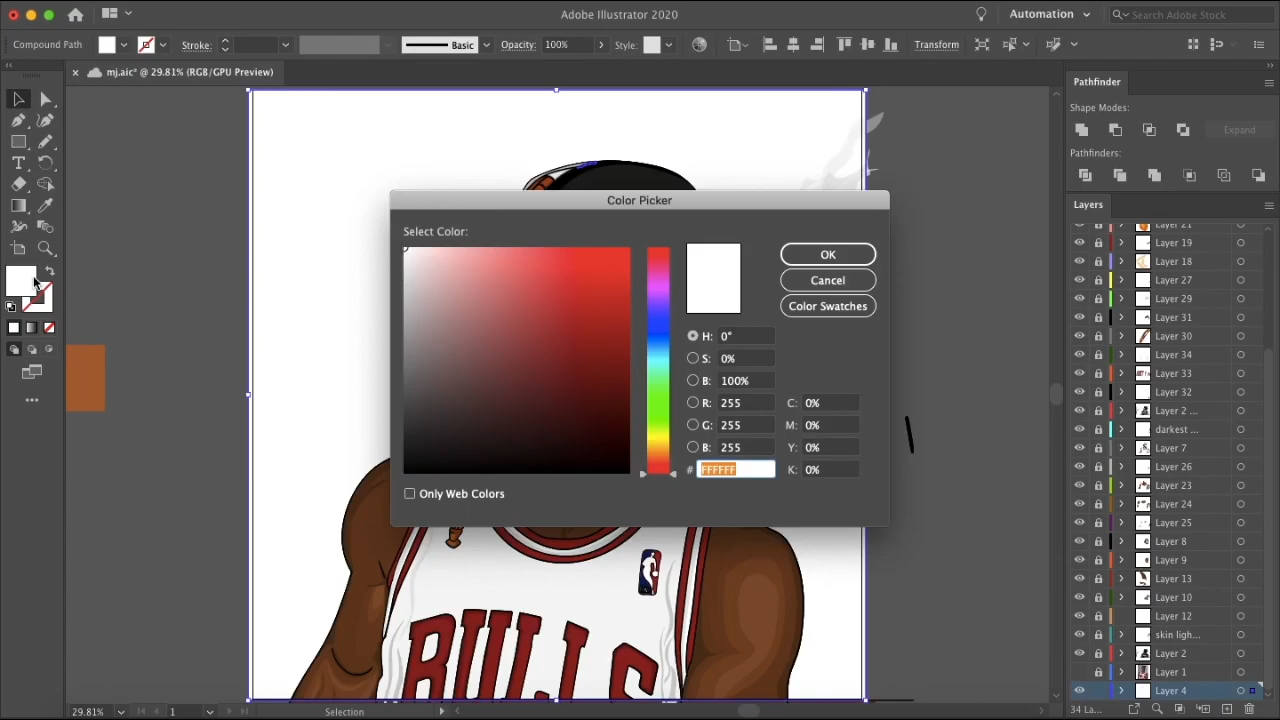 Adobe Illustrator 2020
Automation
Search Adobe Stock
Compound Path
Stroke:
Basic
Opacity:
100%
Style:
Transform
mj.aic* @ 29.81% (RGB/GPU Preview)
Pathfinder
Shape Modes:
Expand
Pathfinders:
Layers
Layer 21
Layer 19
Layer 18
Layer 27
Layer 29
Layer 31
Layer 30
Layer 34
Layer 33
Layer 32
Layer 2 ...
darkest ...
Layer 7
Layer 26
Layer 23
Layer 24
Layer 25
Layer 8
Layer 9
Layer 13
Layer 10
Layer 12
skin ligh...
Layer 2
Layer 1
Layer 4
34 La...
Color Picker
Select Color:
OK
Cancel
Color Swatches
H: 0°
S: 0%
B: 100%
R: 255 C: 0%
G: 255 M: 0%
B: 255 Y: 0%
# FFFFFF K: 0%
Only Web Colors
BULLS
29.81%
1
Selection